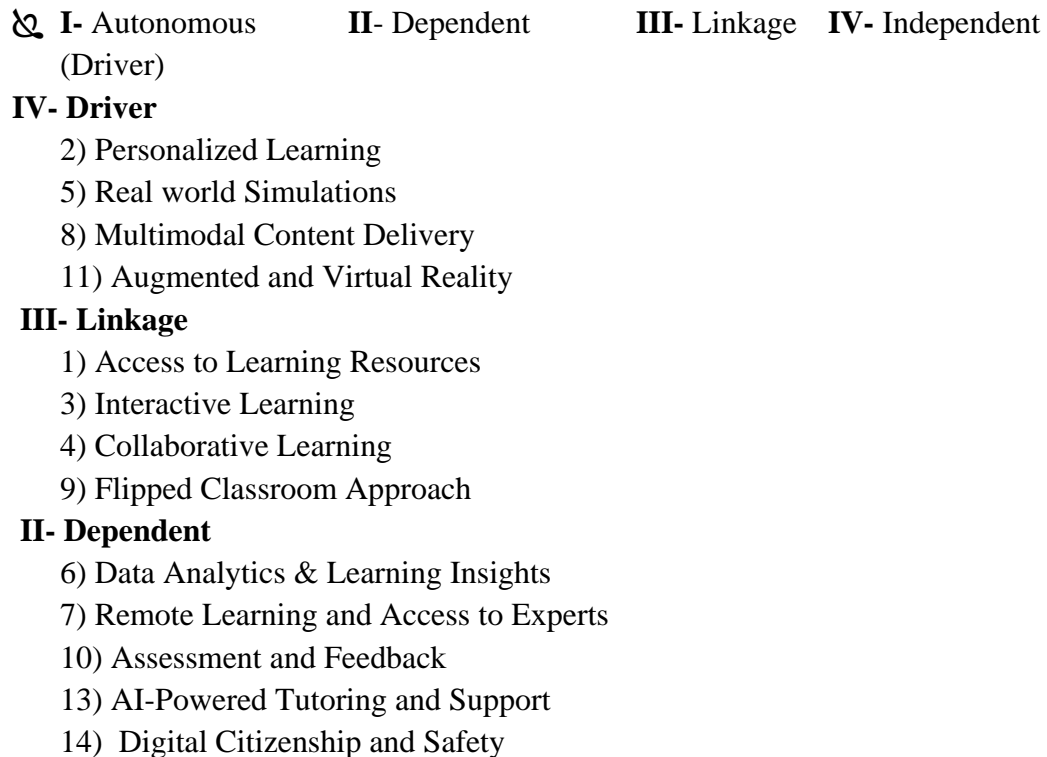 I- Autonomous II- Dependent III- Linkage IV- Independent
(Driver)
IV- Driver
2) Personalized Learning
5) Real world Simulations
8) Multimodal Content Delivery
11) Augmented and Virtual Reality
III- Linkage
1) Access to Learning Resources
3) Interactive Learning
4) Collaborative Learning
9) Flipped Classroom Approach
II- Dependent
6) Data Analytics & Learning Insights
7) Remote Learning and Access to Experts
10) Assessment and Feedback
13) AI-Powered Tutoring and Support
14) Digital Citizenship and Safety